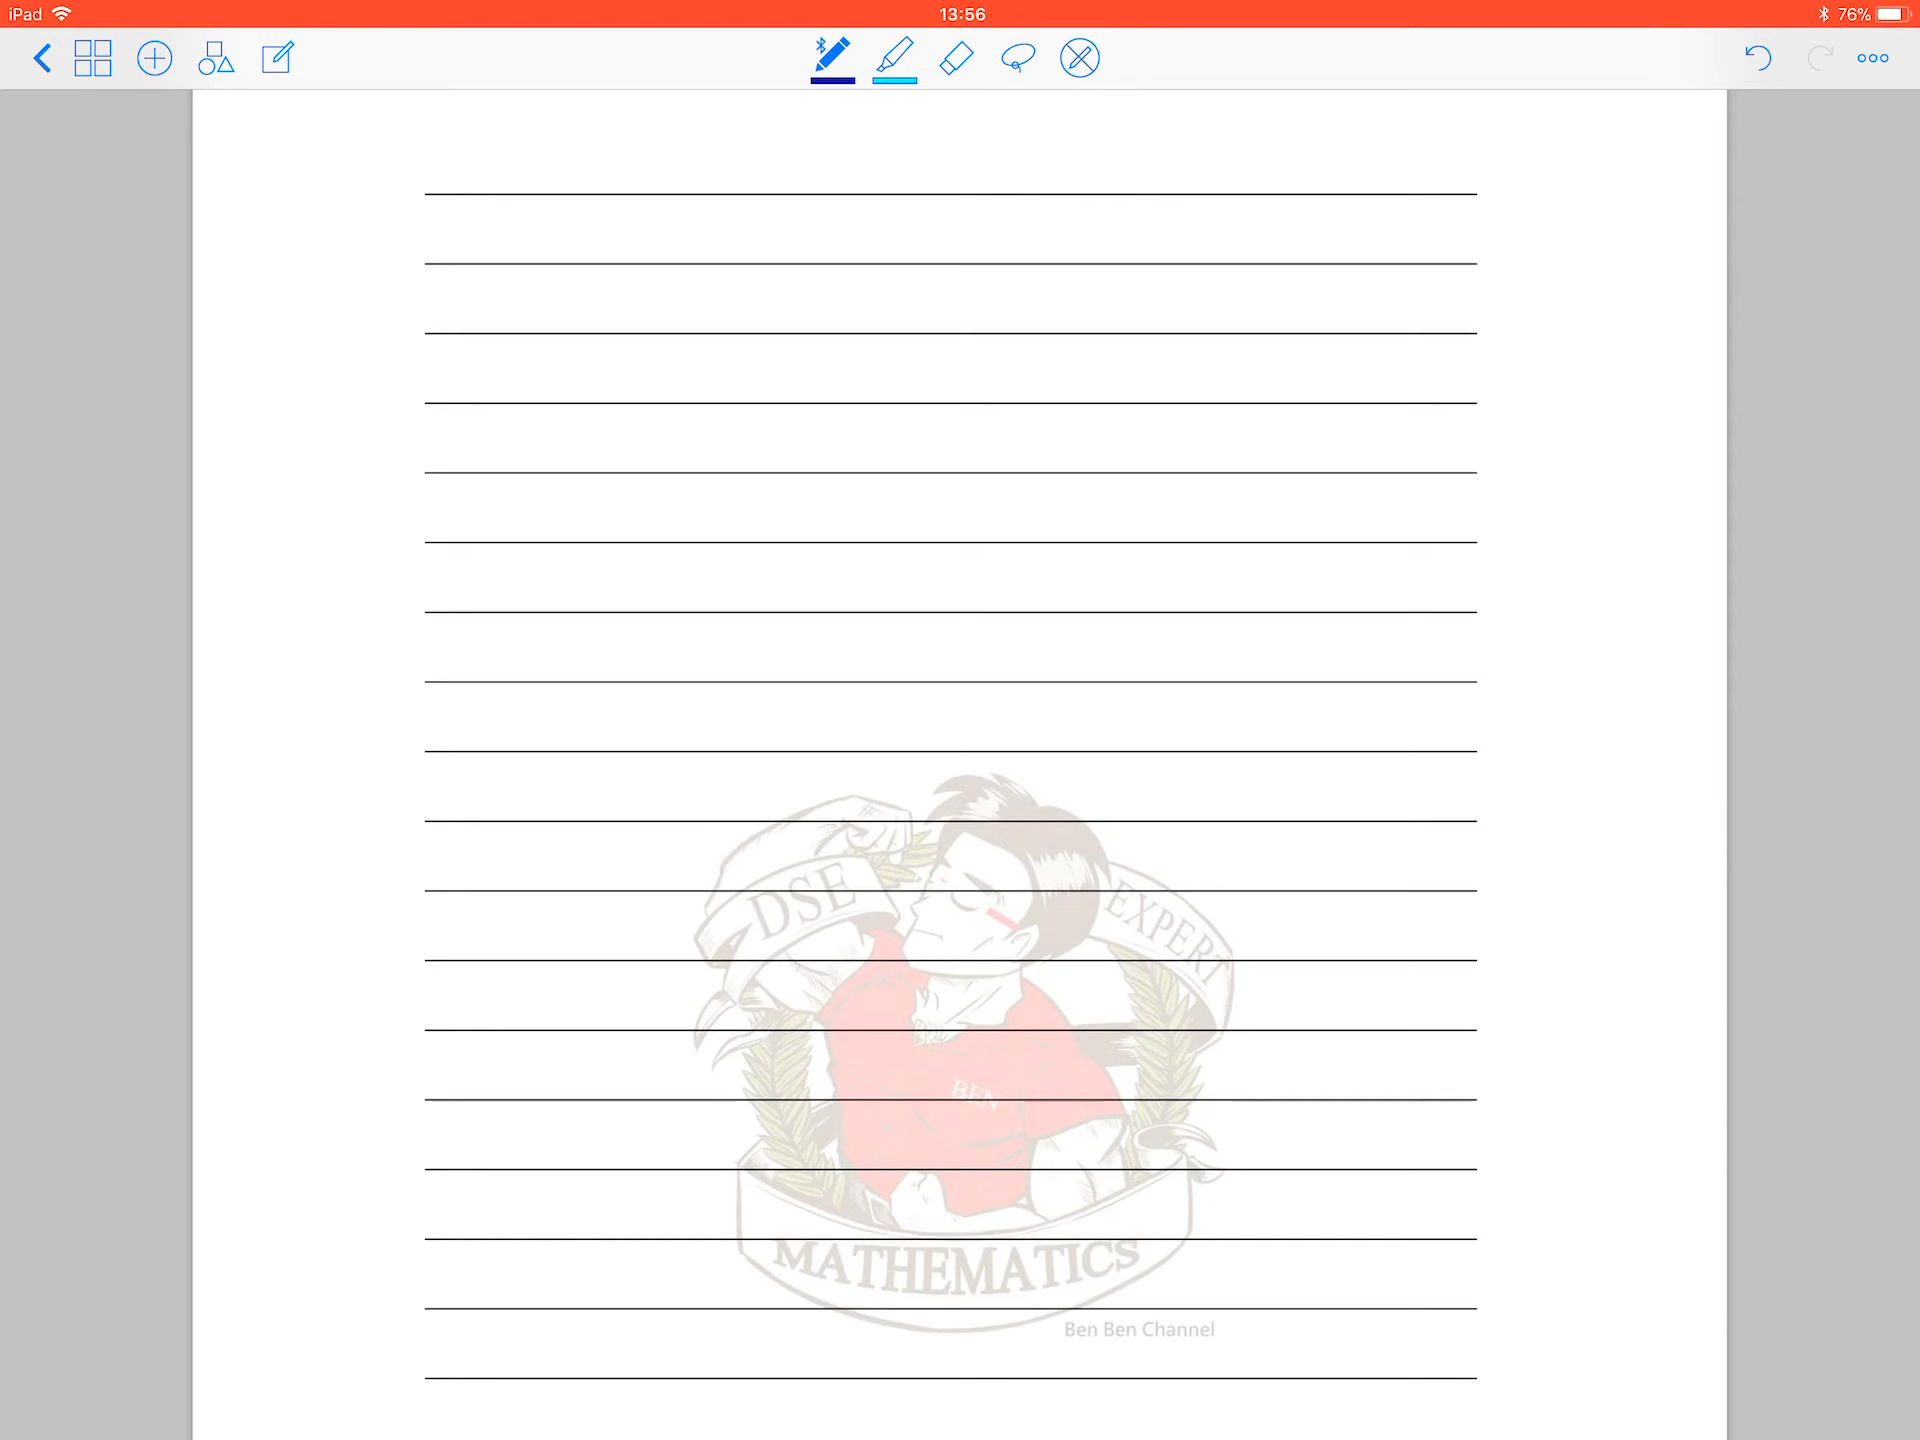 iPad 13:56 76%
DSE EXPERT
BEN
MATHEMATICS
Ben Ben Channel